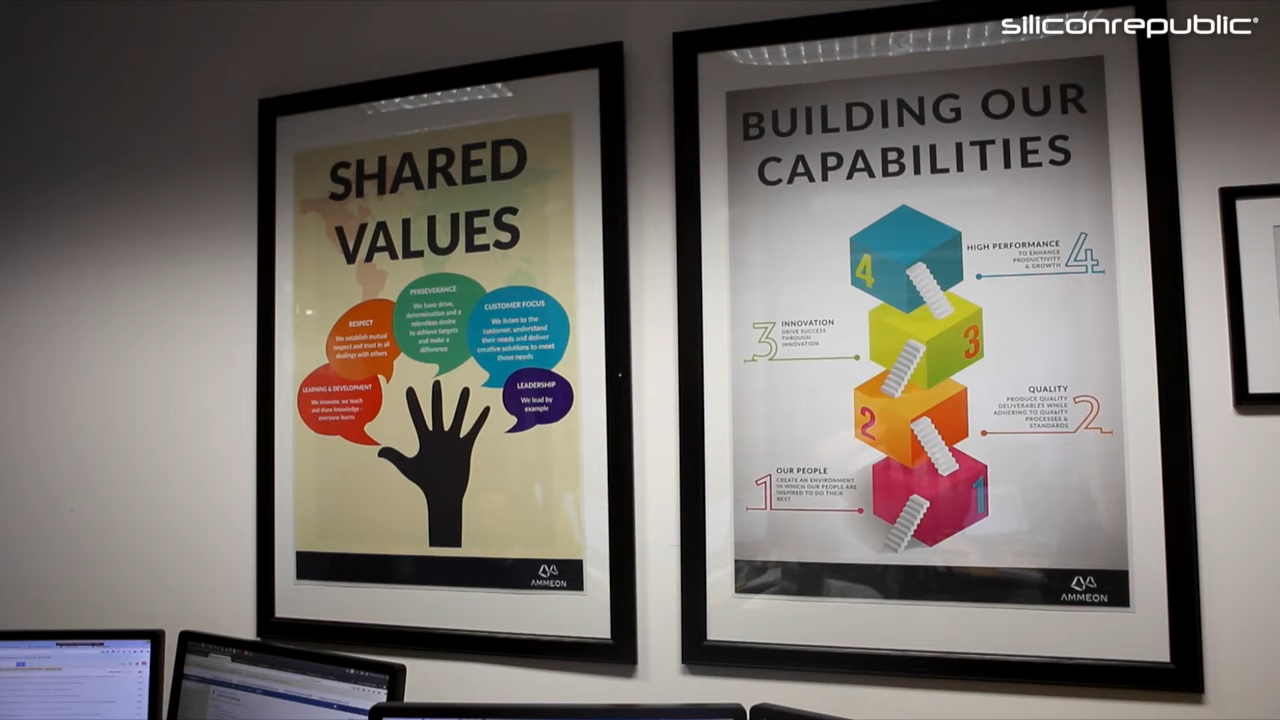 siliconrepublic
SHARED
VALUES
PERSEVERANCE
We have drive,
determination and a
relentless desire
to achieve targets
and make a
difference
CUSTOMER FOCUS
We listen to the
customer, understand
their needs and deliver
creative solutions to meet
those needs
RESPECT
We establish mutual
respect and trust in all
dealings with others
LEARNING & DEVELOPMENT
We innovate, we teach
and share knowledge -
everyone learns
LEADERSHIP
We lead by
example
AMMEON
BUILDING OUR
CAPABILITIES
4
HIGH PERFORMANCE
TO ENHANCE
PRODUCTIVITY
& GROWTH
4
3
INNOVATION
DRIVE SUCCESS
THROUGH
INNOVATION
3
2
QUALITY
PRODUCE QUALITY
DELIVERABLES WHILE
ADHERING TO QUALITY
PROCESSES &
STANDARDS
2
1
OUR PEOPLE
CREATE AN ENVIRONMENT
IN WHICH OUR PEOPLE ARE
INSPIRED TO DO THEIR
BEST
1
AMMEON